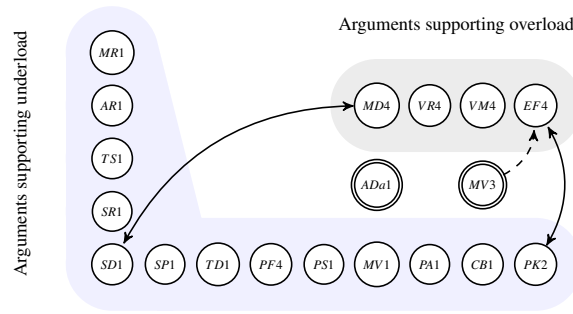 Arguments supporting overload
Arguments supporting underload
MR1
AR1
TS1
SR1
MD4 VR4 VM4 EF4
ADa1 MV3
SD1 SP1 TD1 PF4 PS1 MV1 PA1 CB1 PK2